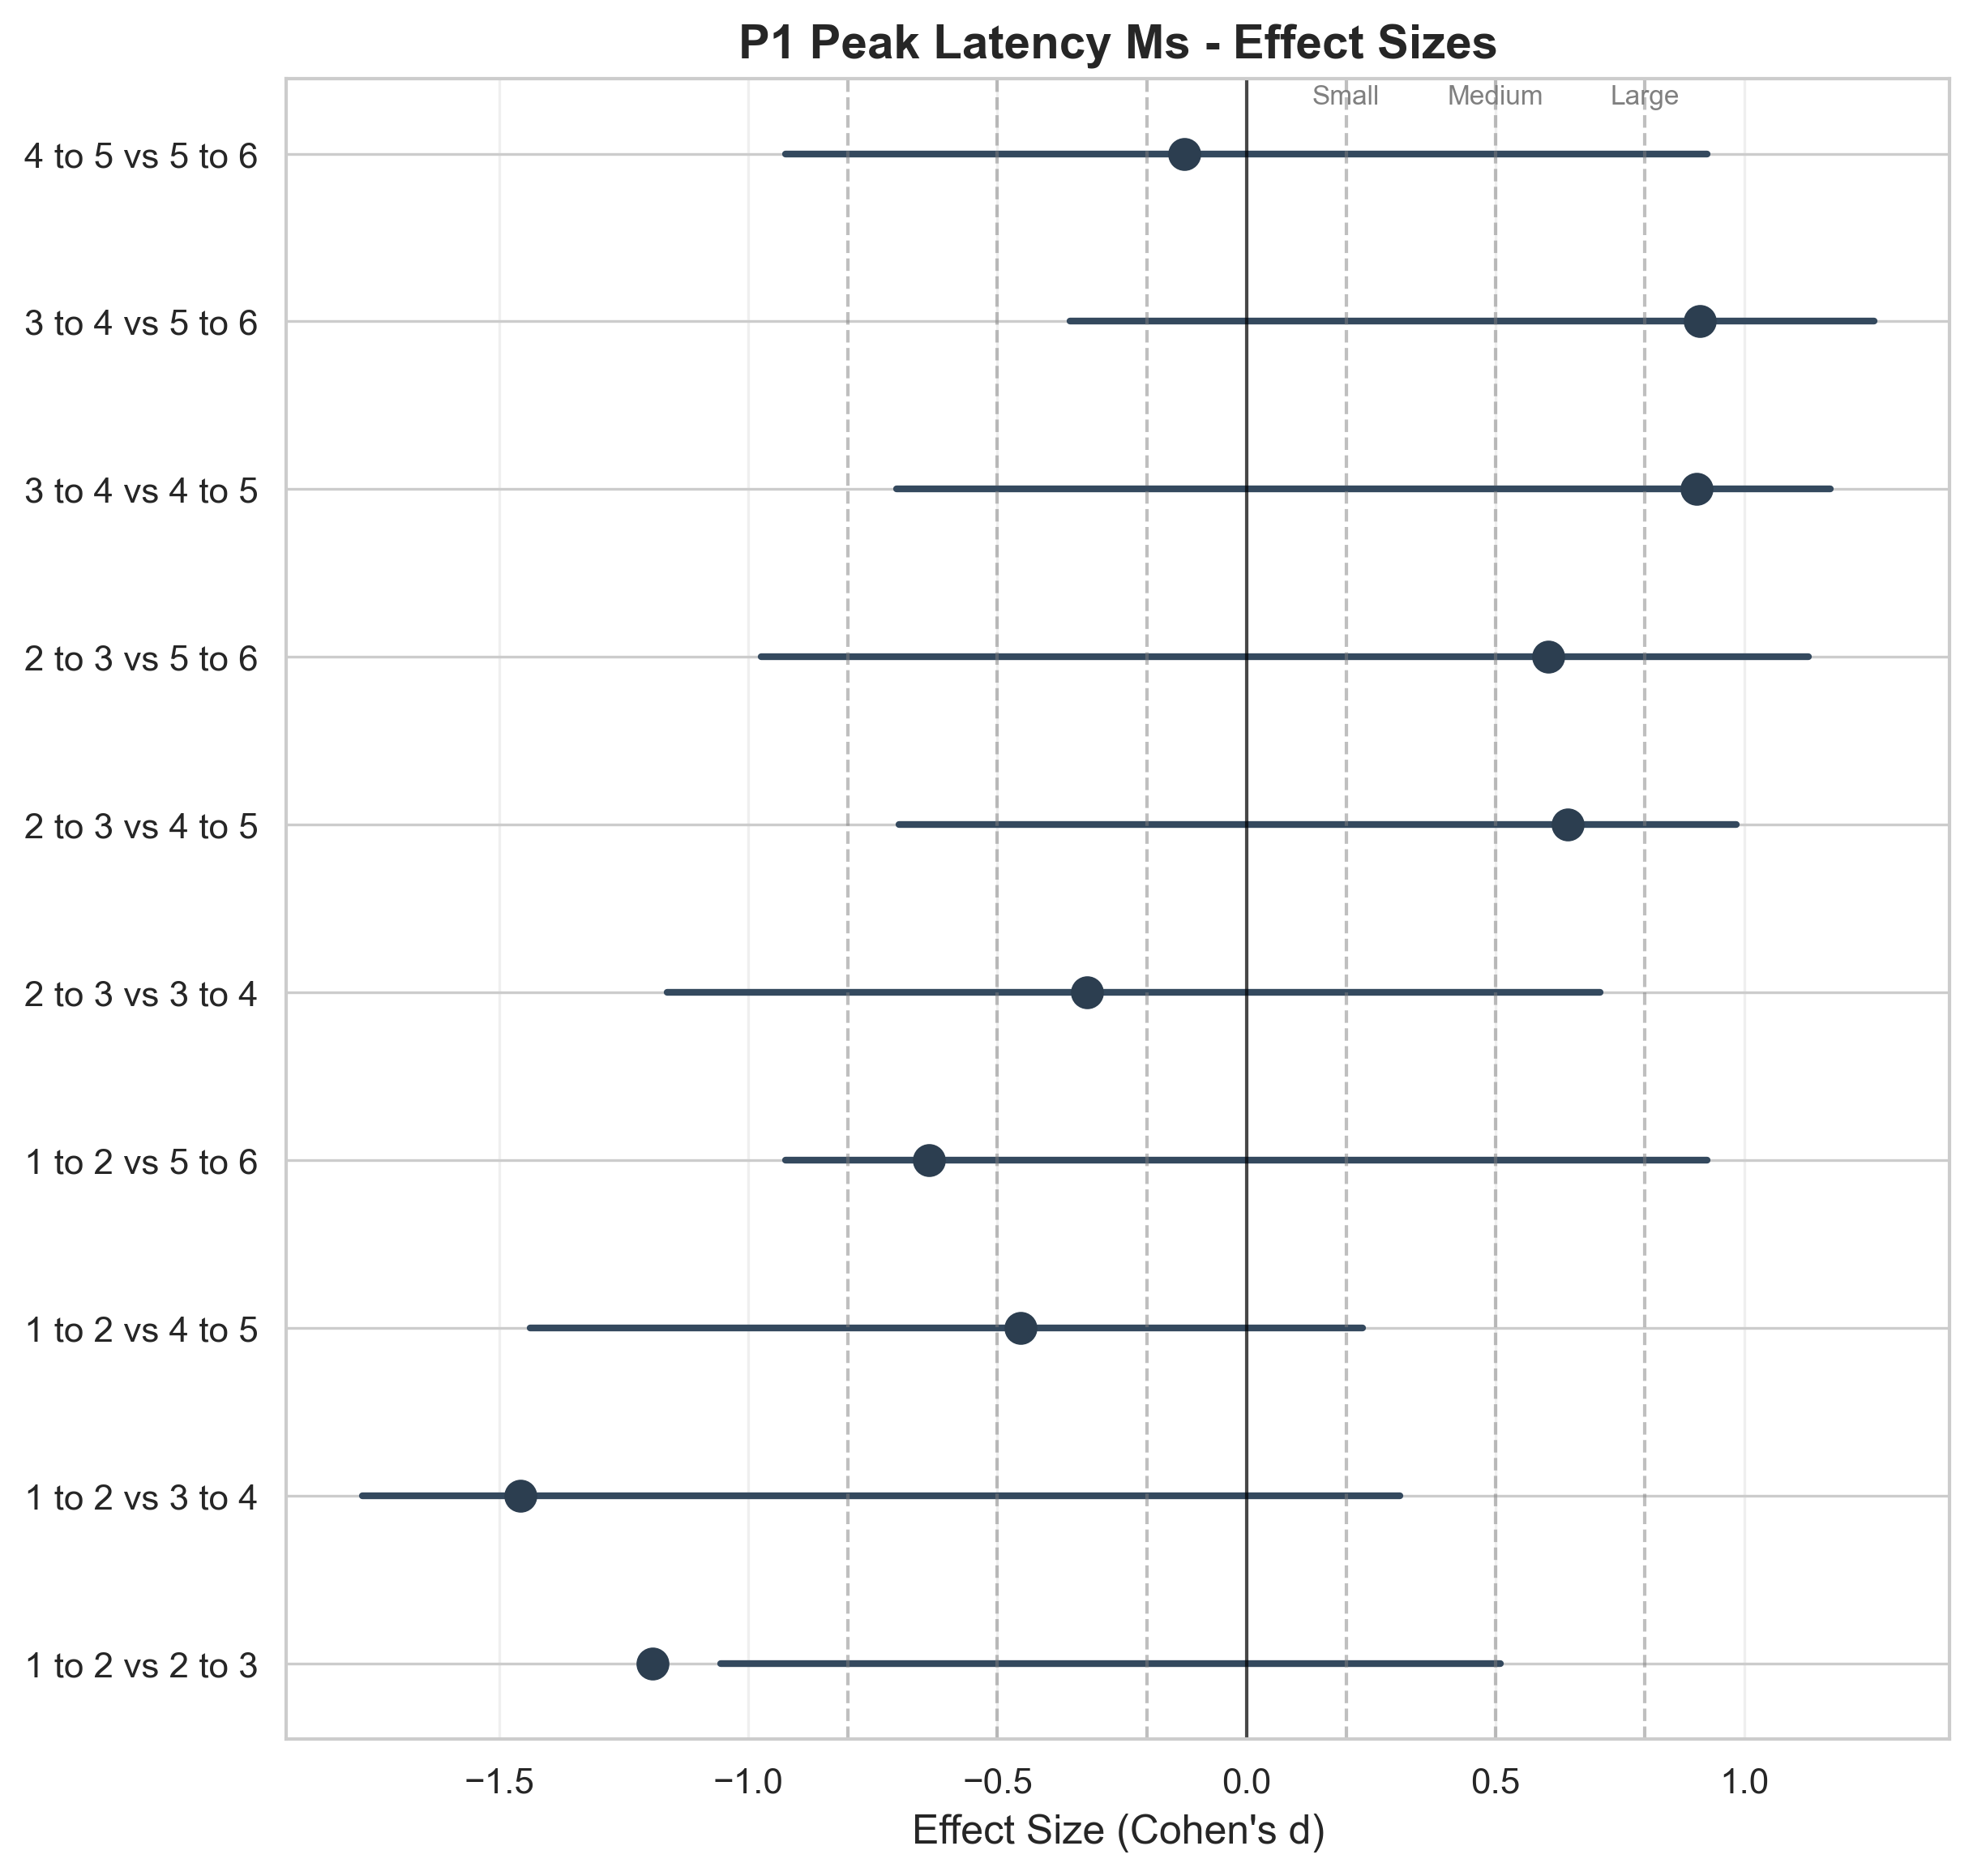 P1 Peak Latency Ms - Effect Sizes
Small Medium Large
4 to 5 vs 5 to 6
3 to 4 vs 5 to 6
3 to 4 vs 4 to 5
2 to 3 vs 5 to 6
2 to 3 vs 4 to 5
2 to 3 vs 3 to 4
1 to 2 vs 5 to 6
1 to 2 vs 4 to 5
1 to 2 vs 3 to 4
1 to 2 vs 2 to 3
−1.5 −1.0 −0.5 0.0 0.5 1.0
Effect Size (Cohen's d)